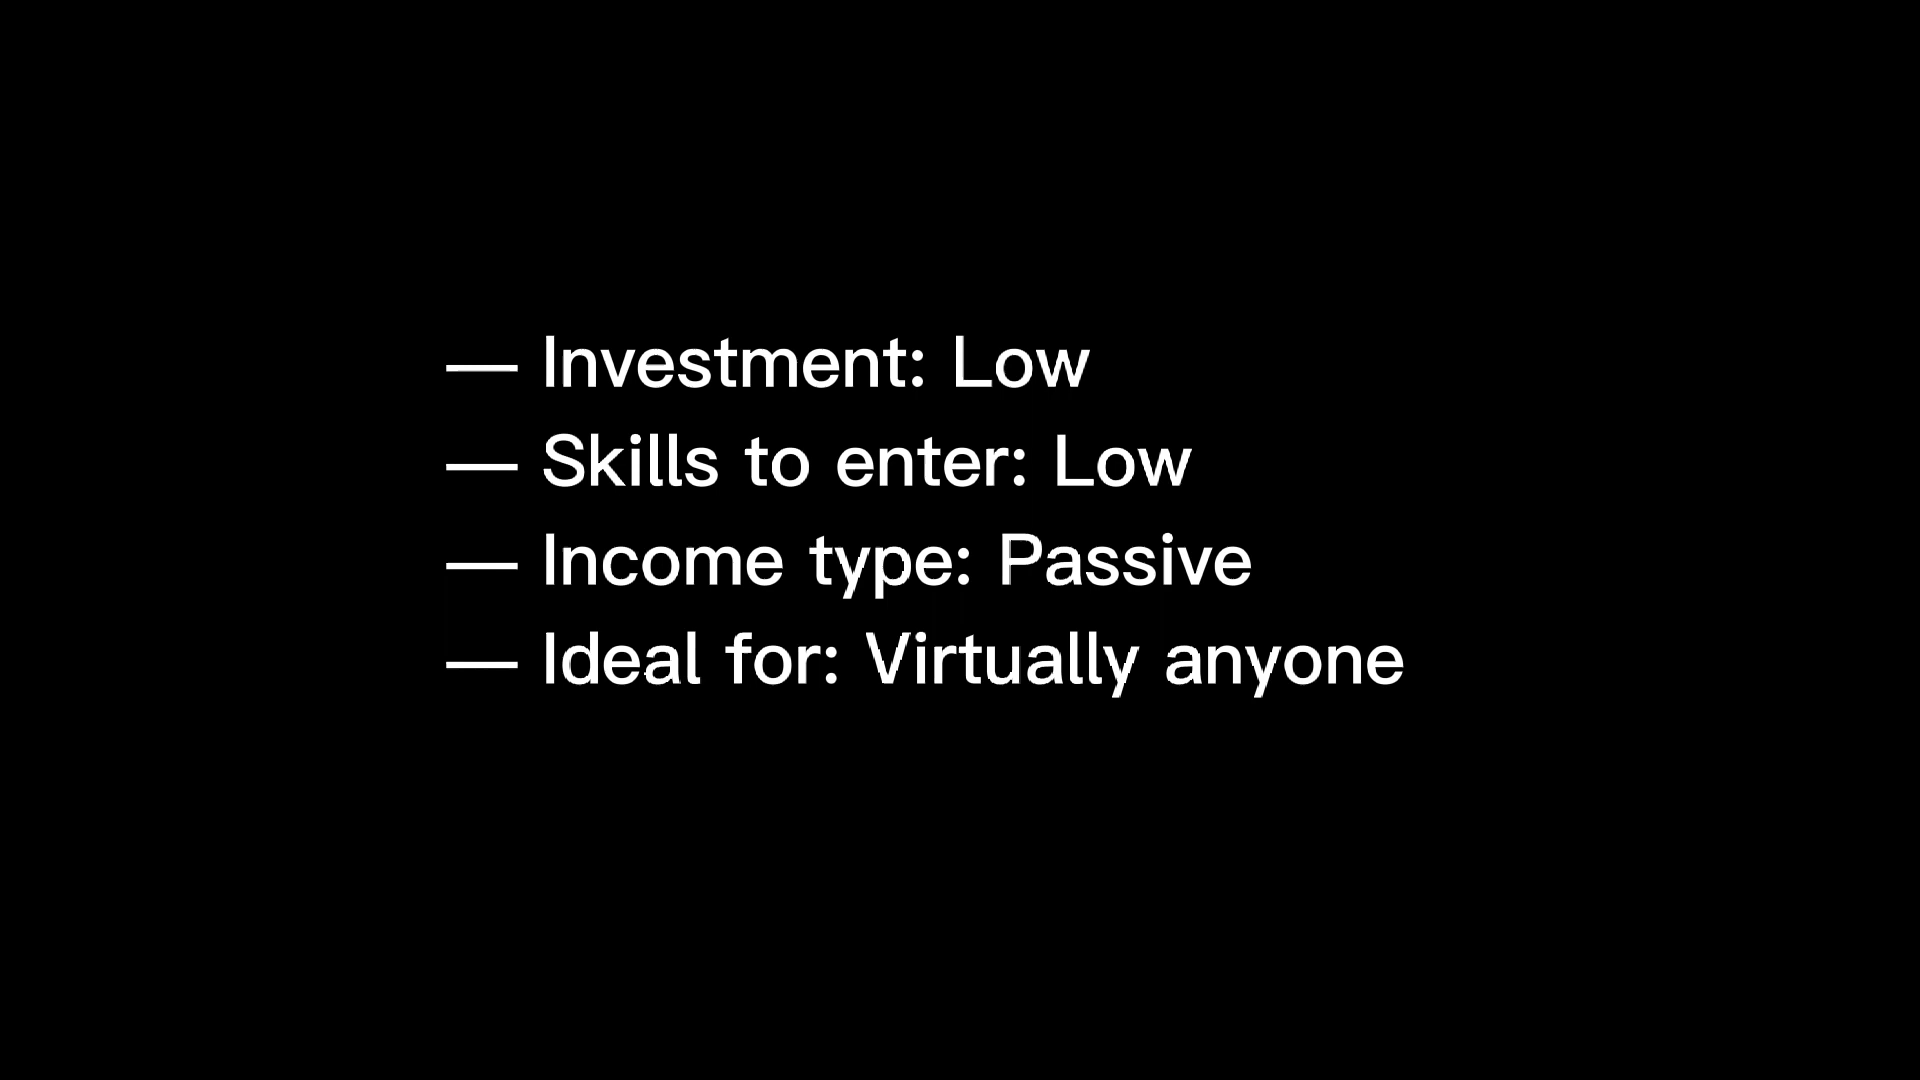 — Investment: Low
— Skills to enter: Low
— Income type: Passive
— Ideal for: Virtually anyone